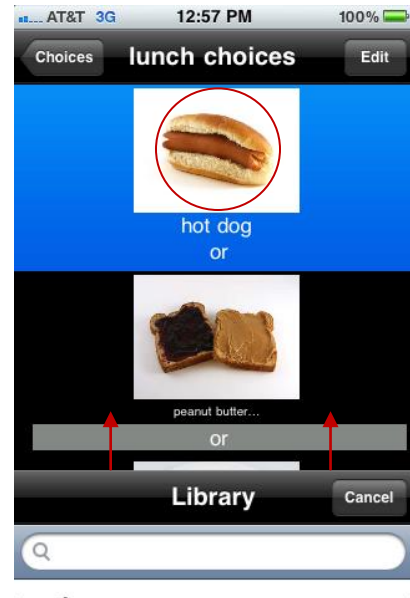 AT&T 3G 12:57 PM 100%
Choices lunch choices Edit
hot dog
or
peanut butter...
or
Library Cancel